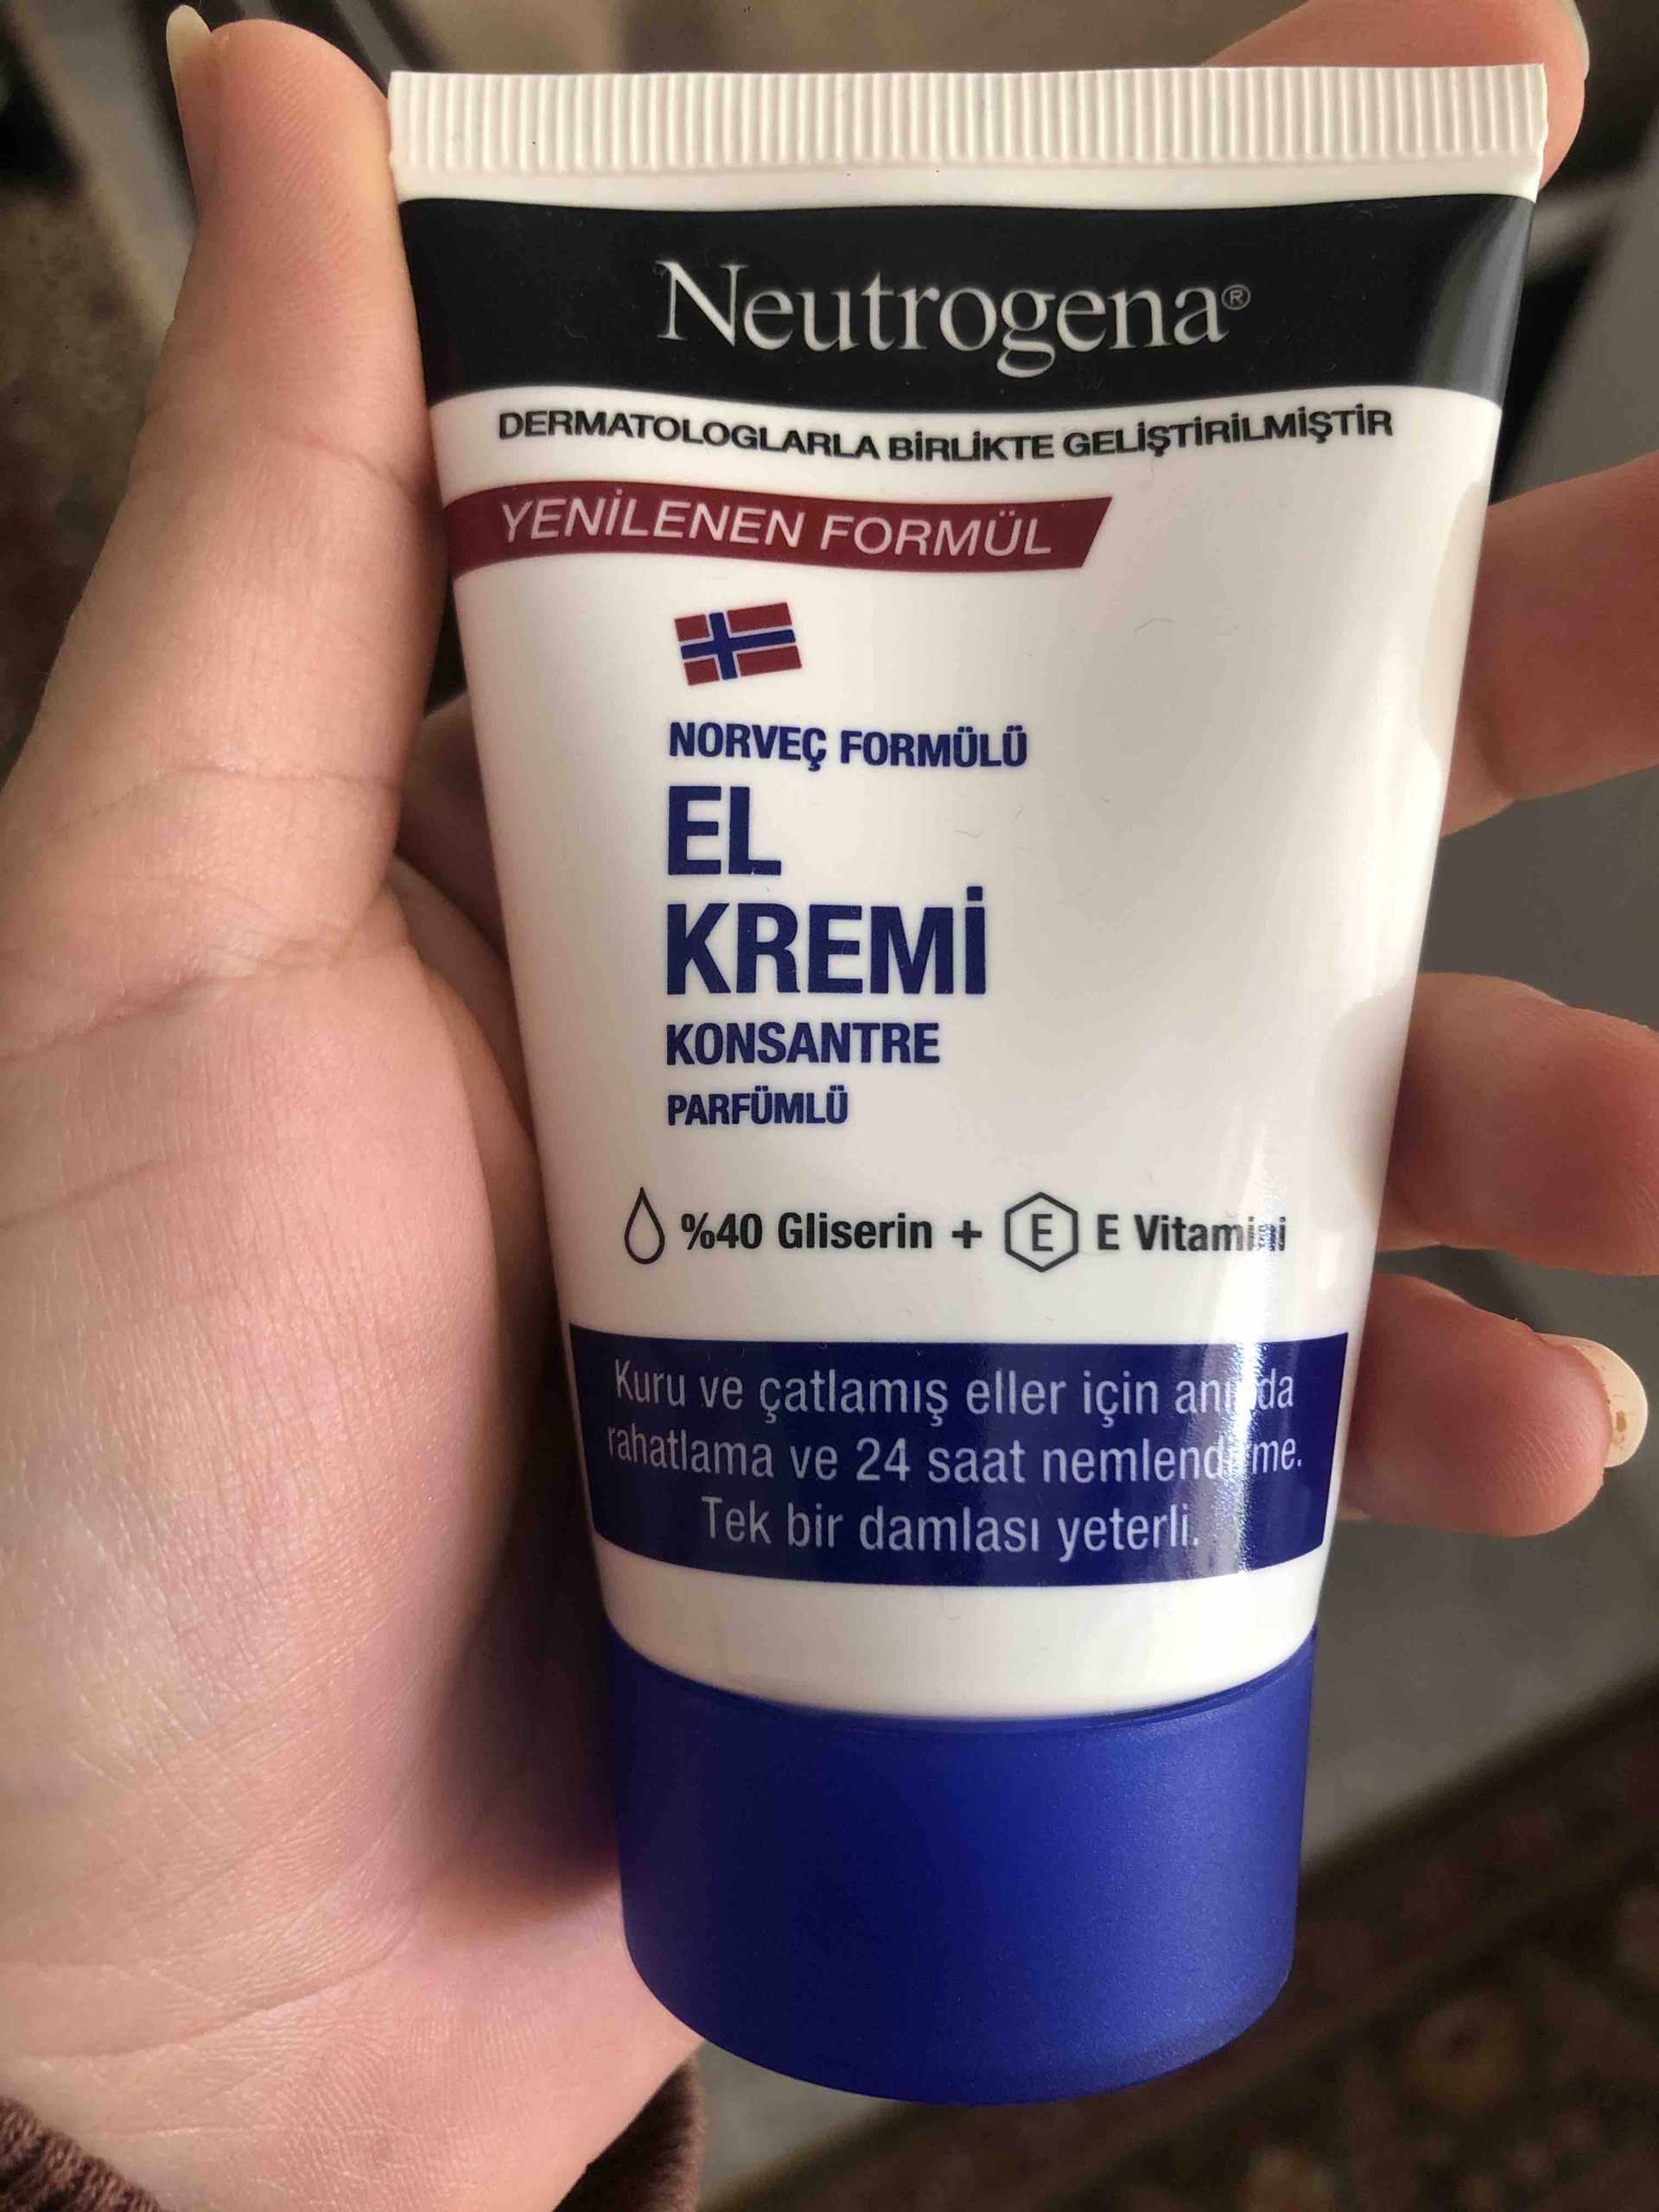 Neutrogena®
DERMATOLOGLARLA BİRLİKTE GELİŞTİRİLMİŞTİR
YENİLENEN FORMÜL
NORVEÇ FORMÜLÜ
EL
KREMİ
KONSANTRE
PARFÜMLÜ
%40 Gliserin + E E Vitamini
Kuru ve çatlamış eller için anında
rahatlama ve 24 saat nemlendirme.
Tek bir damlası yeterli.